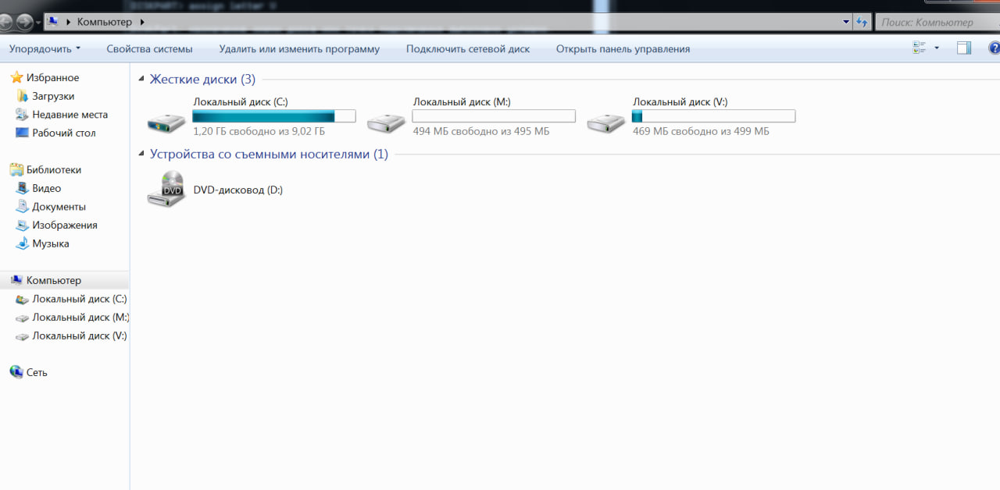 DISKPART> assign letter V
Компьютер
Поиск: Компьютер
Упорядочить
Свойства системы
Удалить или изменить программу
Подключить сетевой диск
Открыть панель управления
Избранное
Загрузки
Недавние места
Рабочий стол
Библиотеки
Видео
Документы
Изображения
Музыка
Компьютер
Локальный диск (C:)
Локальный диск (M:)
Локальный диск (V:)
Сеть
Жесткие диски (3)
Локальный диск (C:)
1,20 ГБ свободно из 9,02 ГБ
Локальный диск (M:)
494 МБ свободно из 495 МБ
Локальный диск (V:)
469 МБ свободно из 499 МБ
Устройства со съемными носителями (1)
DVD
DVD-дисковод (D:)